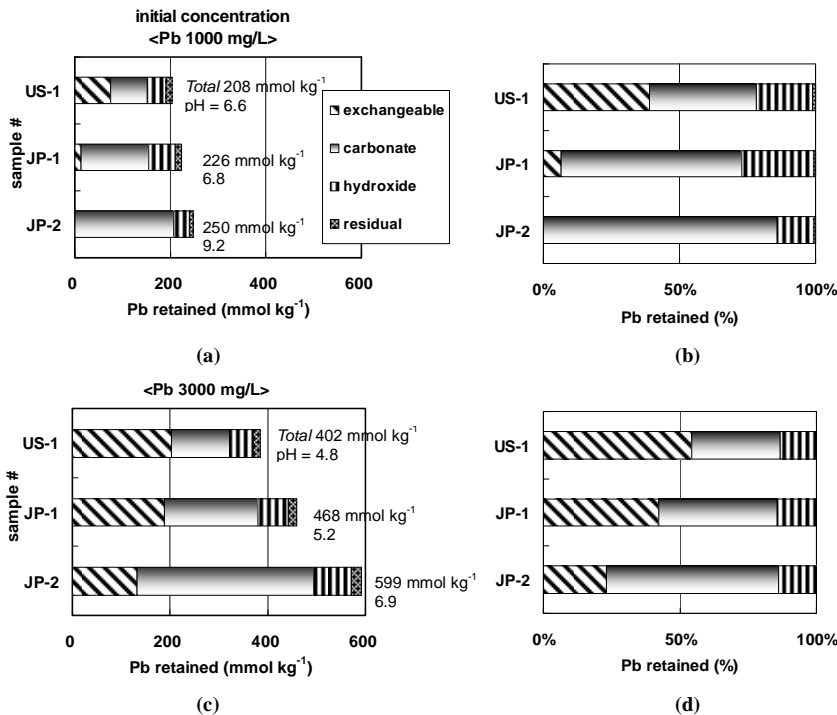 initial concentration
<Pb 1000 mg/L>
sample #
US-1
JP-1
JP-2
Total 208 mmol kg-1
pH = 6.6
226 mmol kg-1
6.8
250 mmol kg-1
9.2
exchangeable
carbonate
hydroxide
residual
0 200 400 600
Pb retained (mmol kg-1)
(a)
US-1
JP-1
JP-2
0% 50% 100%
Pb retained (%)
(b)
<Pb 3000 mg/L>
sample #
US-1
JP-1
JP-2
Total 402 mmol kg-1
pH = 4.8
468 mmol kg-1
5.2
599 mmol kg-1
6.9
0 200 400 600
Pb retained (mmol kg-1)
(c)
US-1
JP-1
JP-2
0% 50% 100%
Pb retained (%)
(d)